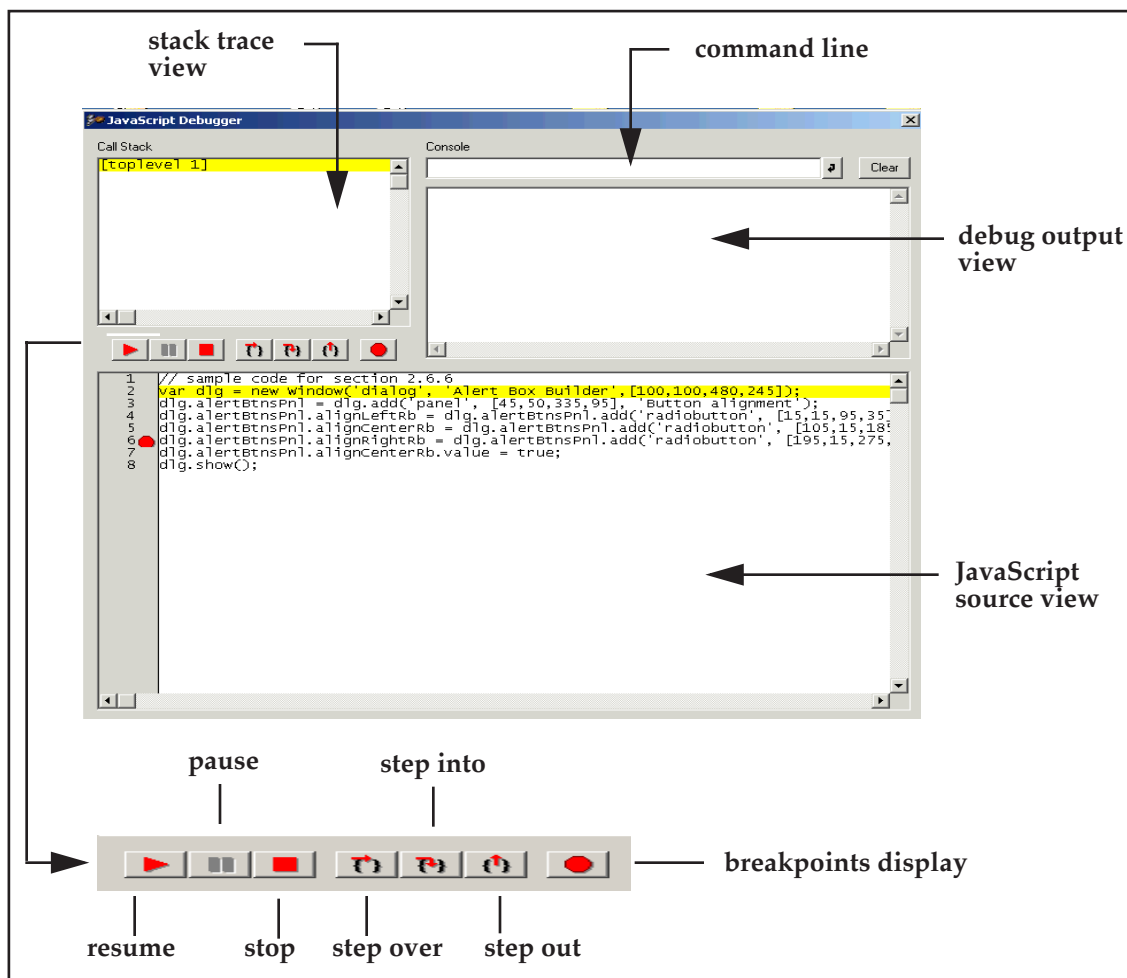 stack trace
view
command line
JavaScript Debugger
Call Stack
Console
[toplevel 1]
Clear
debug output
view
1 // sample code for section 2.6.6
2 var dlg = new Window('dialog', 'Alert Box Builder',[100,100,480,245]);
3 dlg.alertBtnsPnl = dlg.add('panel', [45,50,335,95], 'Button alignment');
4 dlg.alertBtnsPnl.alignLeftRb = dlg.alertBtnsPnl.add('radiobutton', [15,15,95,35]
5 dlg.alertBtnsPnl.alignCenterRb = dlg.alertBtnsPnl.add('radiobutton', [105,15,185
6 dlg.alertBtnsPnl.alignRightRb = dlg.alertBtnsPnl.add('radiobutton', [195,15,275,
7 dlg.alertBtnsPnl.alignCenterRb.value = true;
8 dlg.show();
JavaScript
source view
pause
step into
breakpoints display
resume
stop
step over
step out